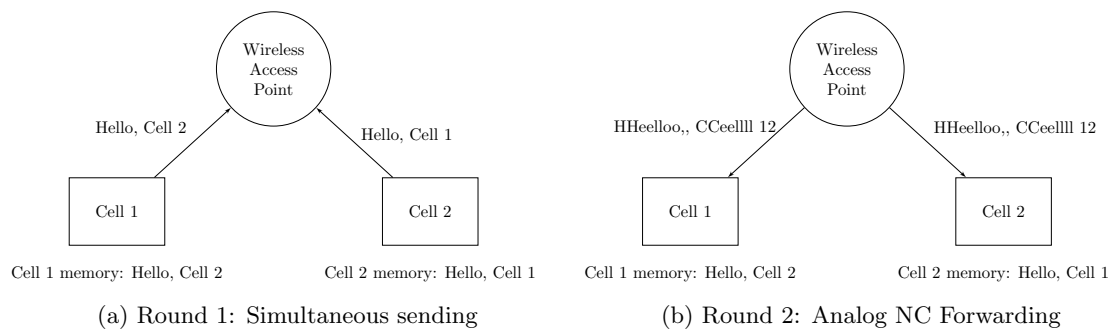 Wireless
Access
Point
Hello, Cell 2
Hello, Cell 1
Cell 1
Cell 2
Cell 1 memory: Hello, Cell 2
Cell 2 memory: Hello, Cell 1
(a) Round 1: Simultaneous sending
Wireless
Access
Point
HHeelloo,, CCeellll 12
HHeelloo,, CCeellll 12
Cell 1
Cell 2
Cell 1 memory: Hello, Cell 2
Cell 2 memory: Hello, Cell 1
(b) Round 2: Analog NC Forwarding